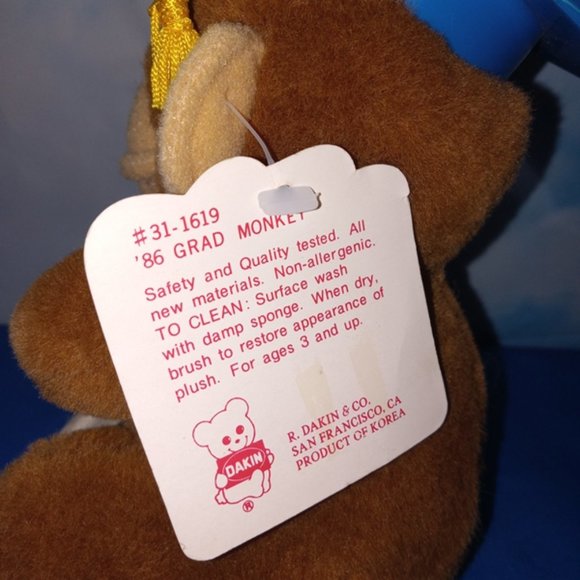 #31-1619
'86 GRAD MONKEY
Safety and Quality tested. All
new materials. Non-allergenic.
TO CLEAN: Surface wash
with damp sponge. When dry,
brush to restore appearance of
plush. For ages 3 and up.
DAKIN
®
R. DAKIN & CO.
SAN FRANCISCO, CA
PRODUCT OF KOREA